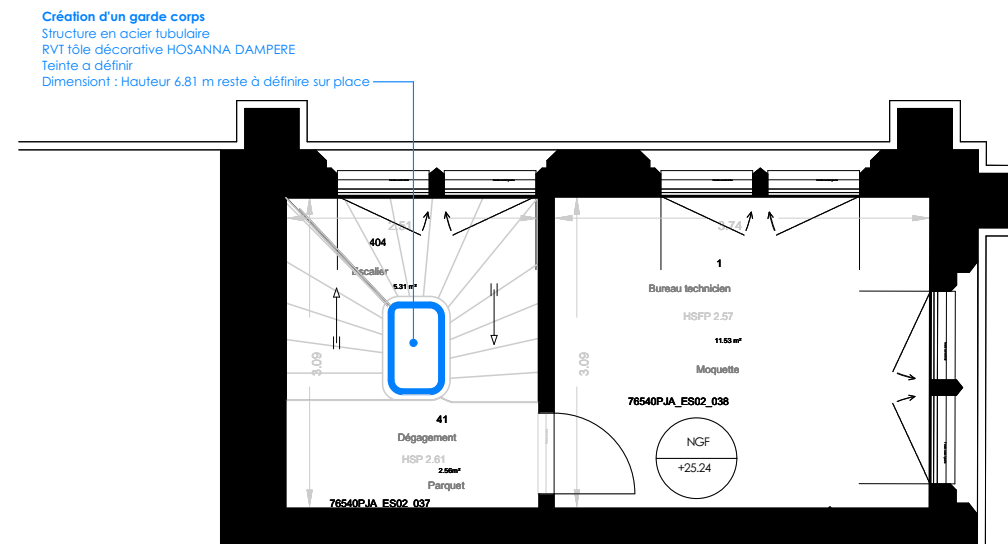 Création d'un garde corps
Structure en acier tubulaire
RVT tôle décorative HOSANNA DAMPERE
Teinte a définir
Dimensiont : Hauteur 6.81 m reste à définire sur place
2.51
3.74
404
Escalier
5.31 m²
1
Bureau technicien
HSFP 2.57
11.53 m²
3.09
3.09
Moquette
76540PJA_ES02_038
41
Dégagement
HSP 2.61
2.56m²
Parquet
76540PJA_ES02_037
NGF
+25.24